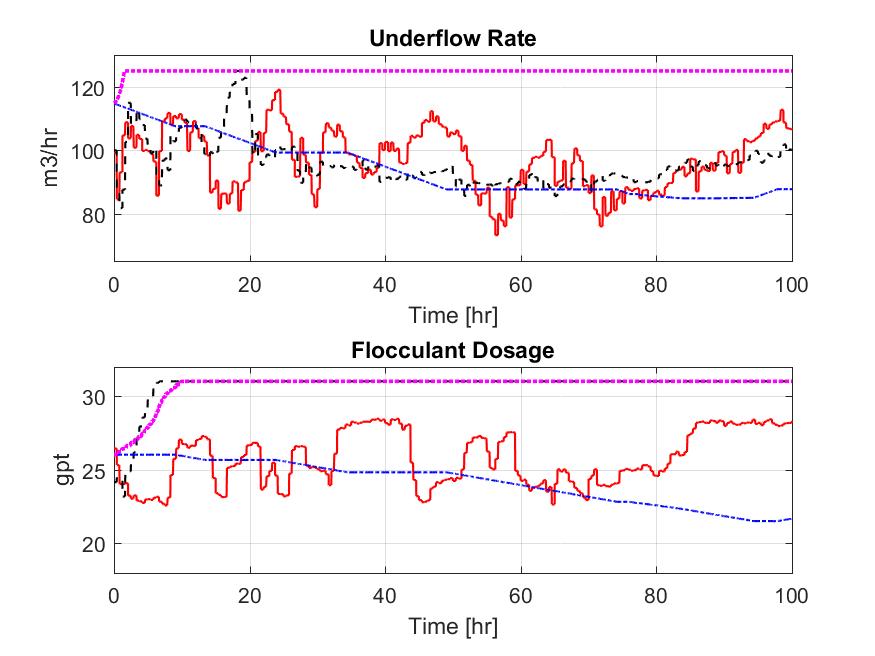 Underflow Rate
m3/hr
120
100
80
0 20 40 60 80 100
Time [hr]
Flocculant Dosage
gpt
30
25
20
0 20 40 60 80 100
Time [hr]